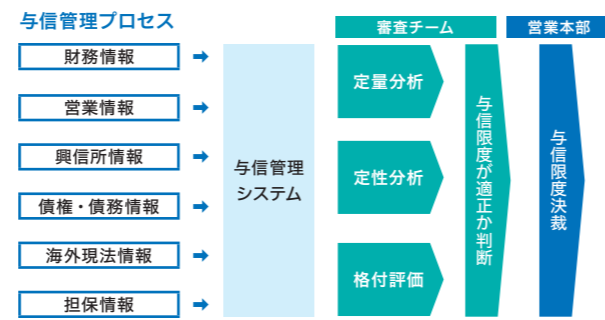 与信管理プロセス
審査チーム
営業本部
財務情報
営業情報
興信所情報
債権・債務情報
海外現法情報
担保情報
与信管理
システム
定量分析
定性分析
格付評価
与信限度が適正か判断
与信限度決裁